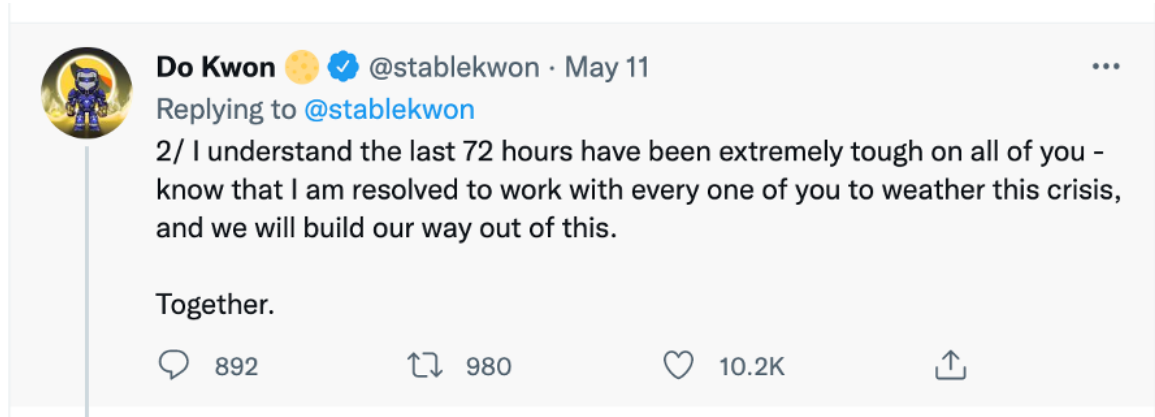 Do Kwon @stablekwon · May 11
Replying to @stablekwon
2/ I understand the last 72 hours have been extremely tough on all of you -
know that I am resolved to work with every one of you to weather this crisis,
and we will build our way out of this.
Together.
892 980 10.2K